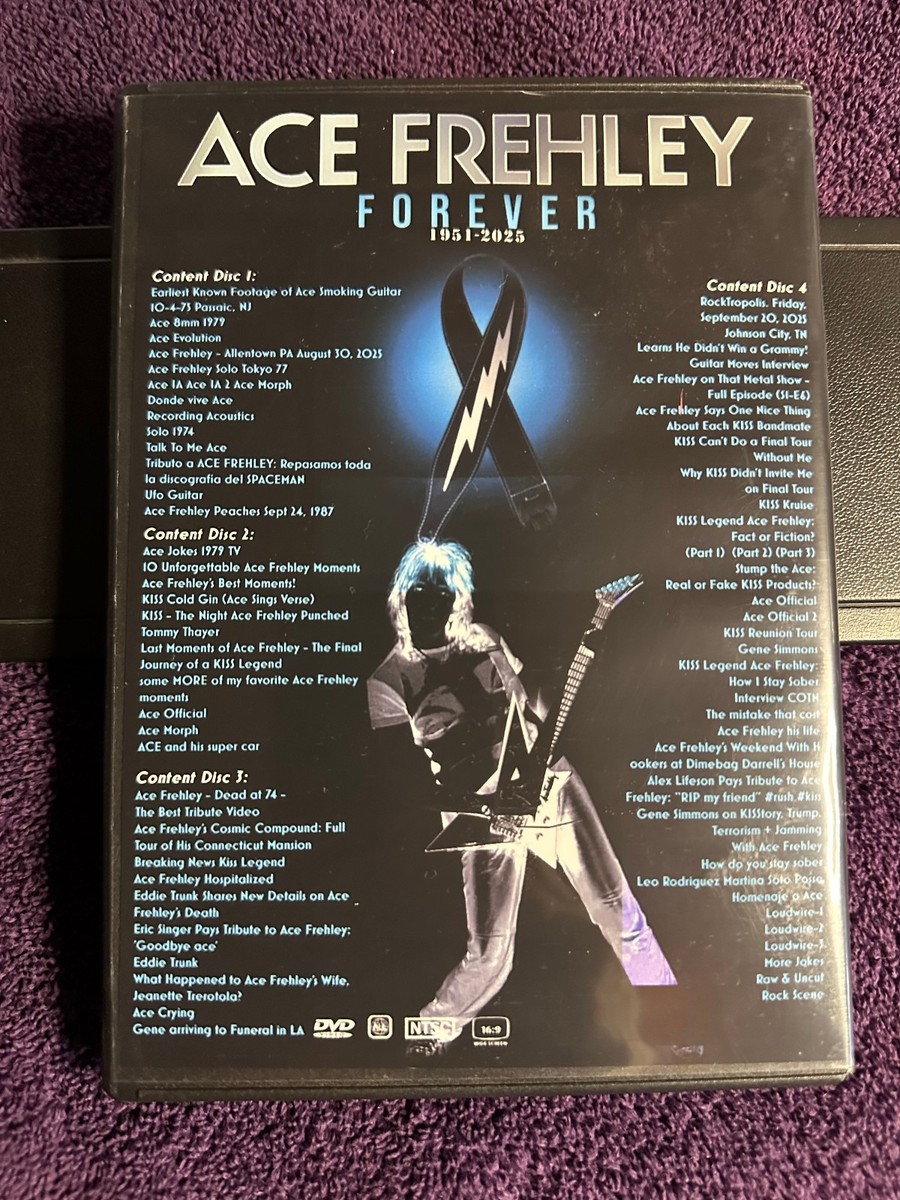 ACE FREHLEY
FOREVER
1951-2025
Content Disc 1:
Earliest Known Footage of Ace Smoking Guitar
10-4-75 Passaic, NJ
Ace 8mm 1979
Ace Evolution
Ace Frehley - Allentown PA August 30, 2025
Ace Frehley Solo Tokyo 77
Ace IA Ace IA 2 Ace Morph
Donde vive Ace
Recording Acoustics
Solo 1974
Talk To Me Ace
Tributo a ACE FREHLEY: Repasamos toda
la discografia del SPACEMAN
Ufo Guitar
Ace Frehley Peaches Sept 24, 1987
Content Disc 2:
Ace Jokes 1979 TV
10 Unforgettable Ace Frehley Moments
Ace Frehley's Best Moments!
KISS Cold Gin (Ace Sings Verse)
KISS - The Night Ace Frehley Punched
Tommy Thayer
Last Moments of Ace Frehley - The Final
Journey of a KISS Legend
some MORE of my favorite Ace Frehley
moments
Ace Official
Ace Morph
ACE and his super car
Content Disc 3:
Ace Frehley - Dead at 74 -
The Best Tribute Video
Ace Frehley's Cosmic Compound: Full
Tour of His Connecticut Mansion
Breaking News Kiss Legend
Ace Frehley Hospitalized
Eddie Trunk Shares New Details on Ace
Frehley's Death
Eric Singer Pays Tribute to Ace Frehley:
'Goodbye ace'
Eddie Trunk
What Happened to Ace Frehley's Wife,
Jeanette Trerotola?
Ace Crying
Gene arriving to Funeral in LA
DVD
VIDEO
ALL
NTSC
16:9
WIDE SCREEN
Content Disc 4
RockTropolis. Friday,
September 20, 2025
Johnson City, TN
Learns He Didn't Win a Grammy!
Guitar Moves Interview
Ace Frehley on That Metal Show -
Full Episode (S1-E6)
Ace Frehley Says One Nice Thing
About Each KISS Bandmate
KISS Can't Do a Final Tour
Without Me
Why KISS Didn't Invite Me
on Final Tour
KISS Kruise
KISS Legend Ace Frehley:
Fact or Fiction?
(Part 1) (Part 2) (Part 3)
Stump the Ace:
Real or Fake KISS Products?
Ace Official
Ace Official 2
KISS Reunion Tour
Gene Simmons
KISS Legend Ace Frehley:
How I Stay Sober
Interview COTN
The mistake that cost
Ace Frehley his life
Ace Frehley's Weekend With H
ookers at Dimebag Darrell's House
Alex Lifeson Pays Tribute to Ace
Frehley: "RIP my friend" #rush #kiss
Gene Simmons on KISStory, Trump,
Terrorism + Jamming
With Ace Frehley
How do you stay sober
Leo Rodriguez Martina Soto Pojsa
Homenaje a Ace
Loudwire-1
Loudwire-2
Loudwire-3
More Jokes
Raw & Uncut
Rock Scene